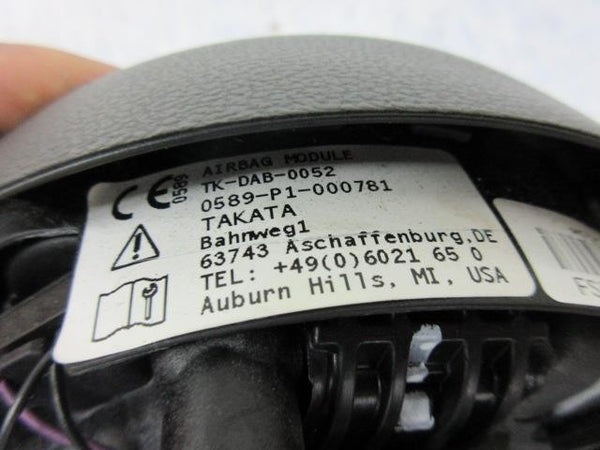 CE 0589 AIRBAG MODULE
TK-DAB-0052
0589-P1-000781
TAKATA
Bahnweg1
63743 Aschaffenburg,DE
TEL: +49(0)6021 65 0
Auburn Hills, MI, USA
FS